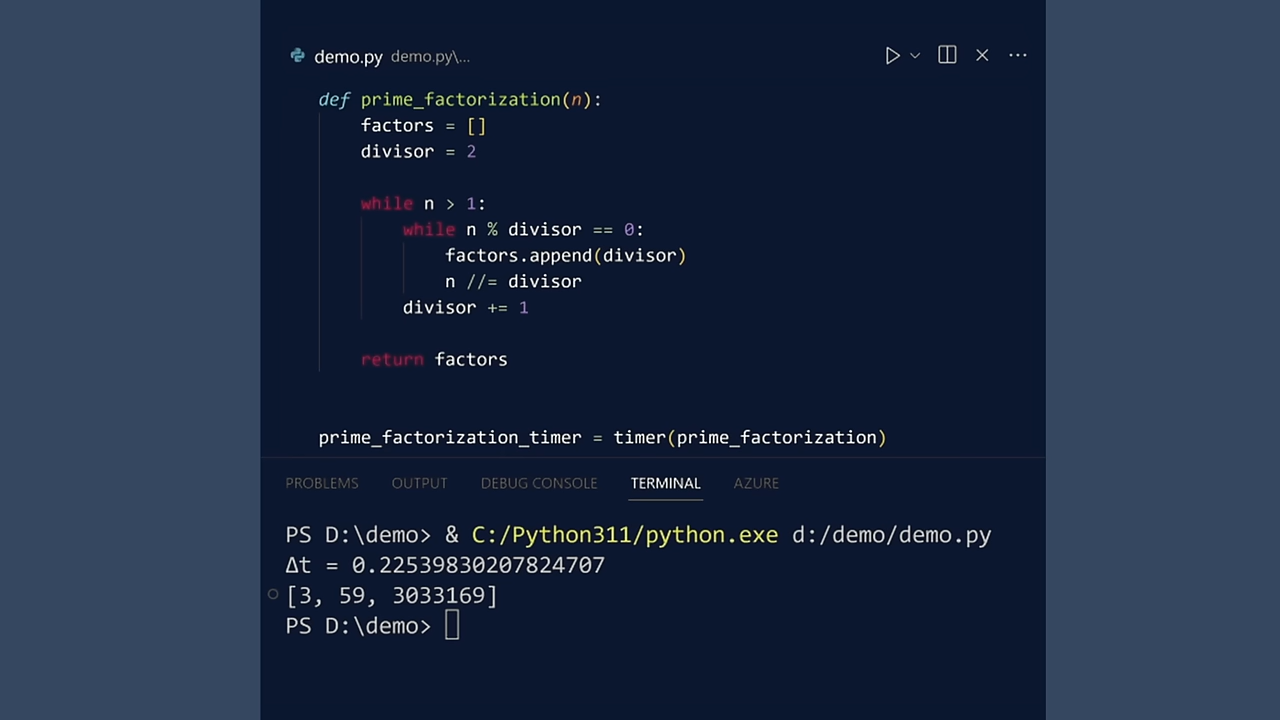 demo.py demo.py\...
def prime_factorization(n):
factors = []
divisor = 2
while n > 1:
while n % divisor == 0:
factors.append(divisor)
n //= divisor
divisor += 1
return factors
prime_factorization_timer = timer(prime_factorization)
PROBLEMS OUTPUT DEBUG CONSOLE TERMINAL AZURE
PS D:\demo> & C:/Python311/python.exe d:/demo/demo.py
Δt = 0.22539830207824707
[3, 59, 3033169]
PS D:\demo>